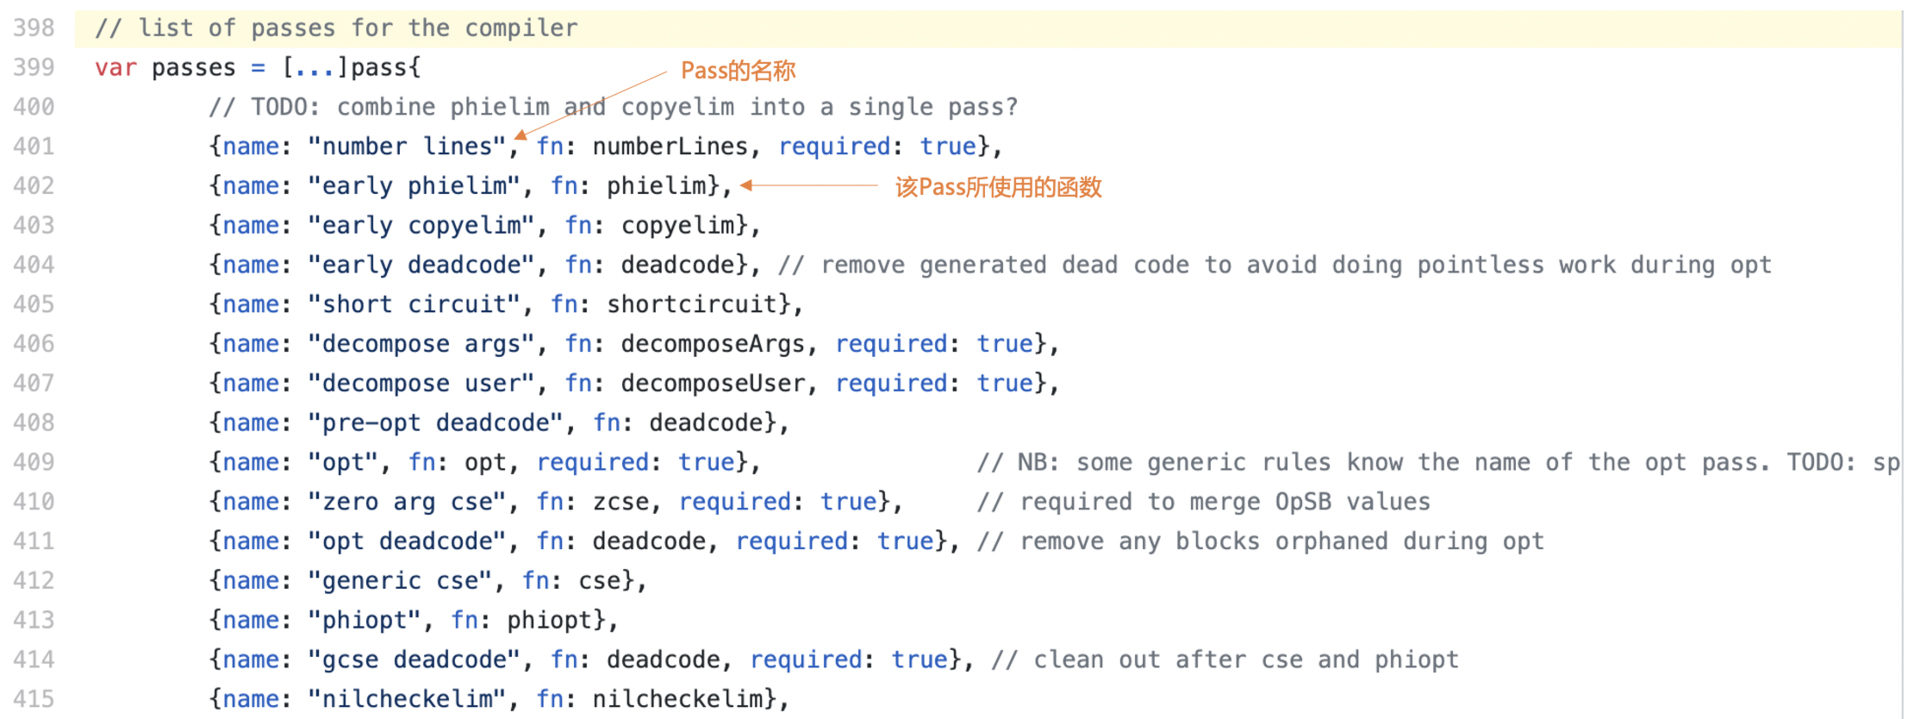 398 // list of passes for the compiler
399 var passes = [...]pass{
Pass的名称
400 // TODO: combine phielim and copyelim into a single pass?
401 {name: "number lines", fn: numberLines, required: true},
402 {name: "early phielim", fn: phielim}, 该Pass所使用的函数
403 {name: "early copyelim", fn: copyelim},
404 {name: "early deadcode", fn: deadcode}, // remove generated dead code to avoid doing pointless work during opt
405 {name: "short circuit", fn: shortcircuit},
406 {name: "decompose args", fn: decomposeArgs, required: true},
407 {name: "decompose user", fn: decomposeUser, required: true},
408 {name: "pre-opt deadcode", fn: deadcode},
409 {name: "opt", fn: opt, required: true}, // NB: some generic rules know the name of the opt pass. TODO: sp
410 {name: "zero arg cse", fn: zcse, required: true}, // required to merge OpSB values
411 {name: "opt deadcode", fn: deadcode, required: true}, // remove any blocks orphaned during opt
412 {name: "generic cse", fn: cse},
413 {name: "phiopt", fn: phiopt},
414 {name: "gcse deadcode", fn: deadcode, required: true}, // clean out after cse and phiopt
415 {name: "nilcheckelim", fn: nilcheckelim},